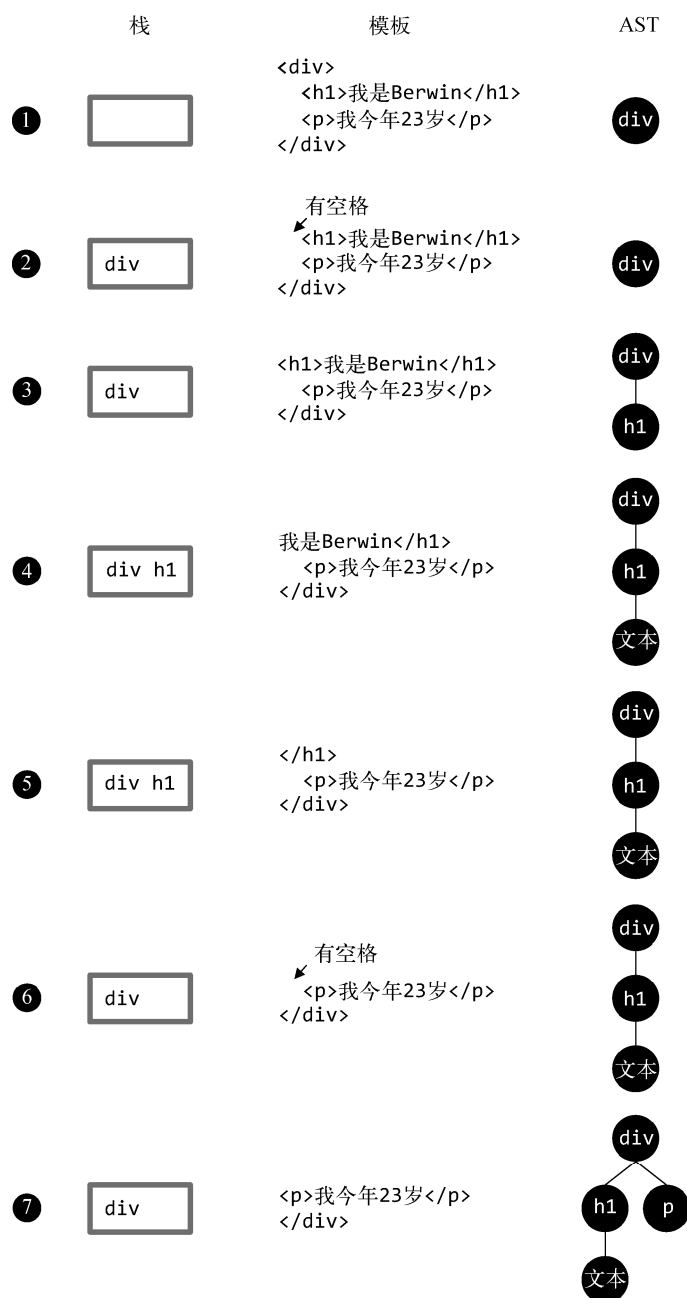 栈 模板 AST
<div>
<h1>我是Berwin</h1>
<p>我今年23岁</p>
</div>
1
div
有空格
<h1>我是Berwin</h1>
<p>我今年23岁</p>
</div>
2
div
div
<h1>我是Berwin</h1>
<p>我今年23岁</p>
</div>
3
div
div
h1
我是Berwin</h1>
<p>我今年23岁</p>
</div>
4
div h1
div
h1
文本
</h1>
<p>我今年23岁</p>
</div>
5
div h1
div
h1
文本
有空格
<p>我今年23岁</p>
</div>
6
div
div
h1
文本
<p>我今年23岁</p>
</div>
7
div
div
h1 p
文本